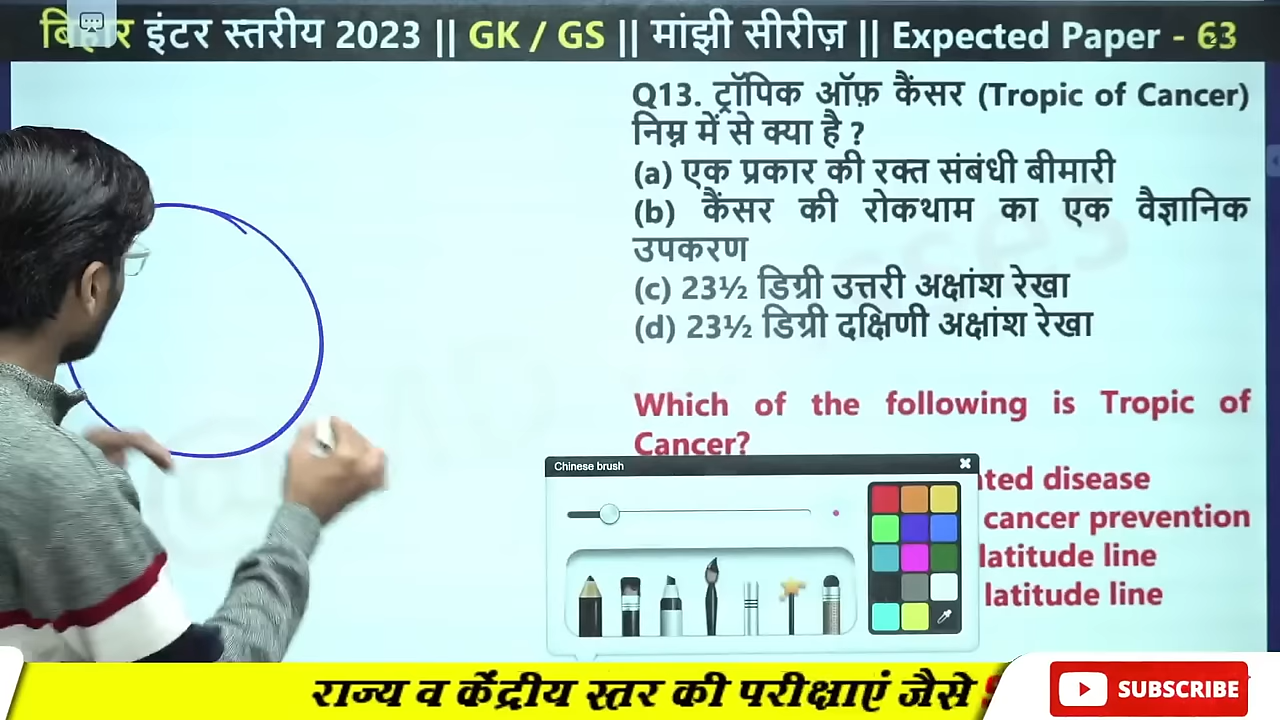 बिहार इंटर स्तरीय 2023 || GK / GS || मांझी सीरीज़ || Expected Paper - 63
Q13. ट्रॉपिक ऑफ़ कैंसर (Tropic of Cancer)
निम्न में से क्या है ?
(a) एक प्रकार की रक्त संबंधी बीमारी
(b) कैंसर की रोकथाम का एक वैज्ञानिक
उपकरण
(c) 23½ डिग्री उत्तरी अक्षांश रेखा
(d) 23½ डिग्री दक्षिणी अक्षांश रेखा
Which of the following is Tropic of
Cancer?
Chinese brush
disease
cancer prevention
latitude line
latitude line
राज्य व केंद्रीय स्तर की परीक्षाएं जैसे
SUBSCRIBE